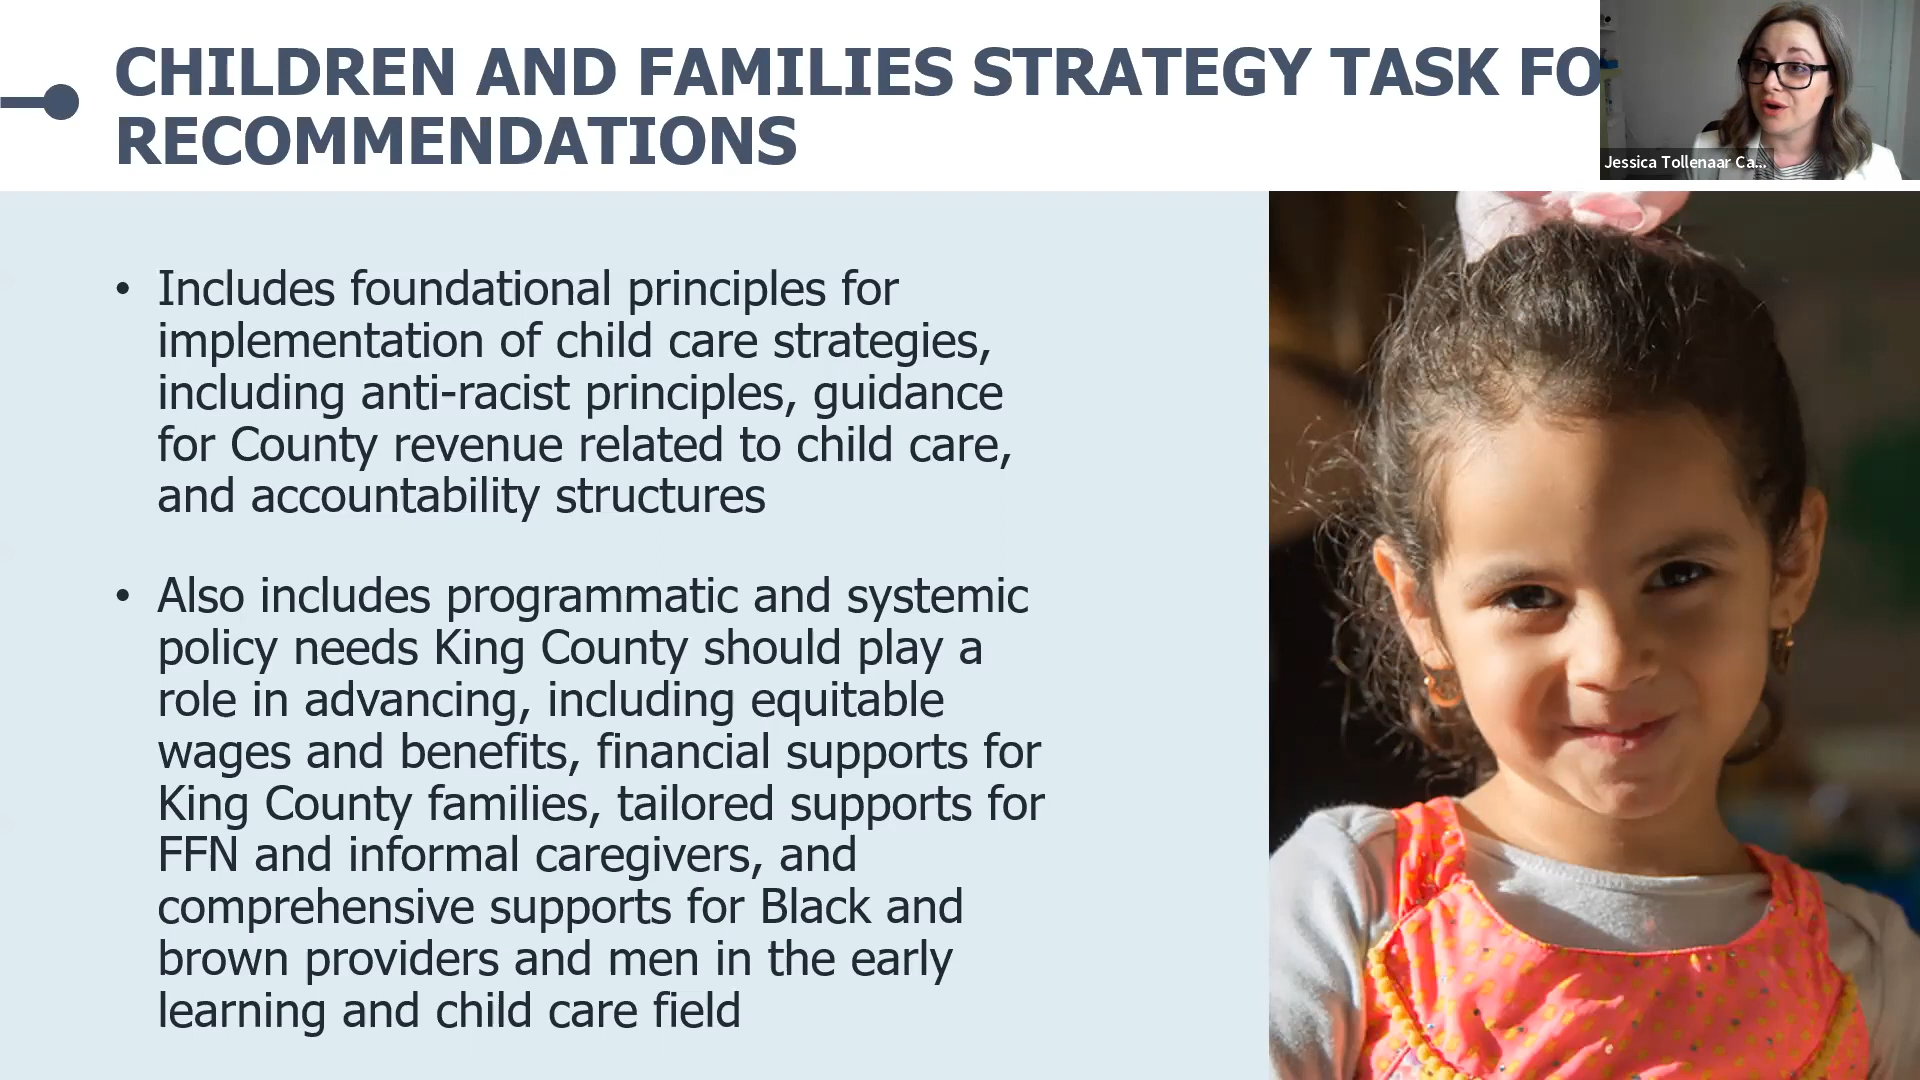 CHILDREN AND FAMILIES STRATEGY TASK FO
RECOMMENDATIONS
Jessica Tollenaar Ca...
• Includes foundational principles for
implementation of child care strategies,
including anti-racist principles, guidance
for County revenue related to child care,
and accountability structures
• Also includes programmatic and systemic
policy needs King County should play a
role in advancing, including equitable
wages and benefits, financial supports for
King County families, tailored supports for
FFN and informal caregivers, and
comprehensive supports for Black and
brown providers and men in the early
learning and child care field